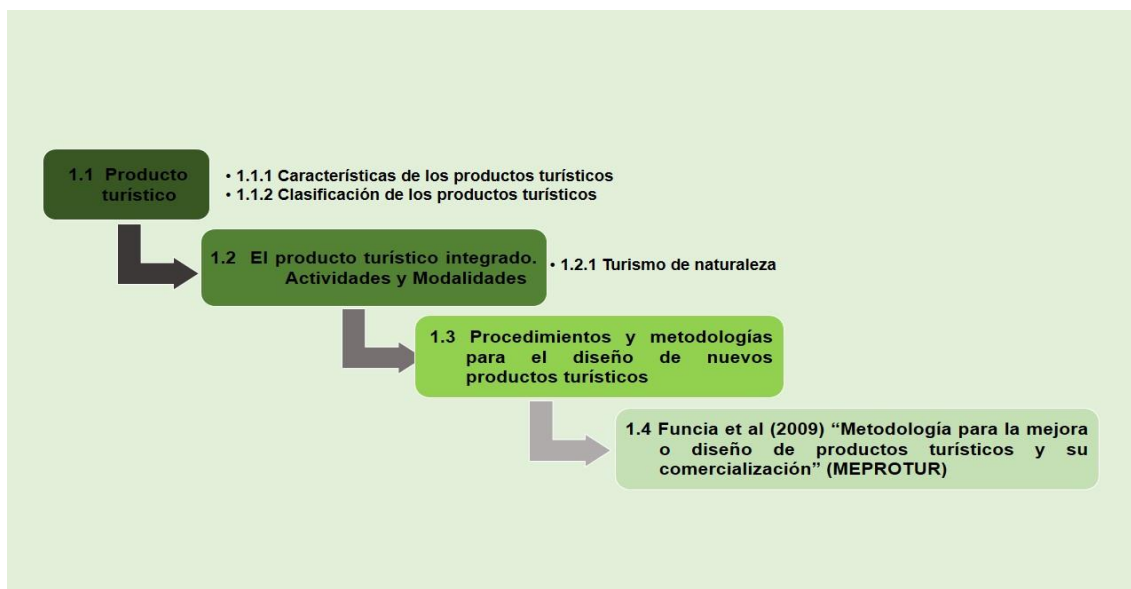 1.1 Producto
turístico
• 1.1.1 Características de los productos turísticos
• 1.1.2 Clasificación de los productos turísticos
1.2 El producto turístico integrado.
Actividades y Modalidades
• 1.2.1 Turismo de naturaleza
1.3 Procedimientos y metodologías
para el diseño de nuevos
productos turísticos
1.4 Funcia et al (2009) “Metodología para la mejora
o diseño de productos turísticos y su
comercialización” (MEPROTUR)